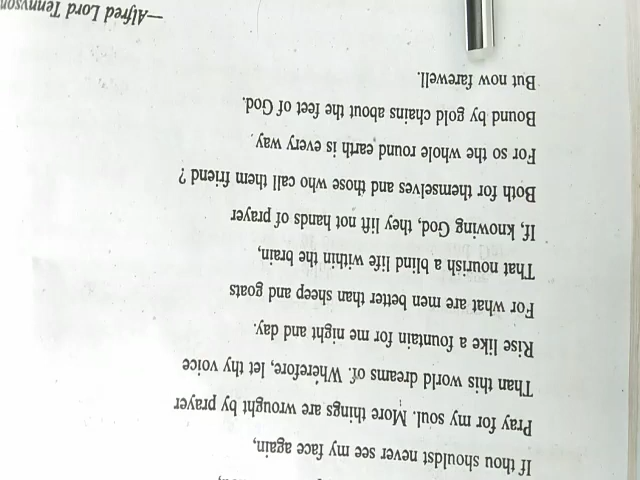 If thou shouldst never see my face again,
Pray for my soul. More things are wrought by prayer
Than this world dreams of. Wherefore, let thy voice
Rise like a fountain for me night and day.
For what are men better than sheep and goats
That nourish a blind life within the brain,
If, knowing God, they lift not hands of prayer
Both for themselves and those who call them friend ?
For so the whole round earth is every way
Bound by gold chains about the feet of God.
But now farewell.
—Alfred Lord Tennyson